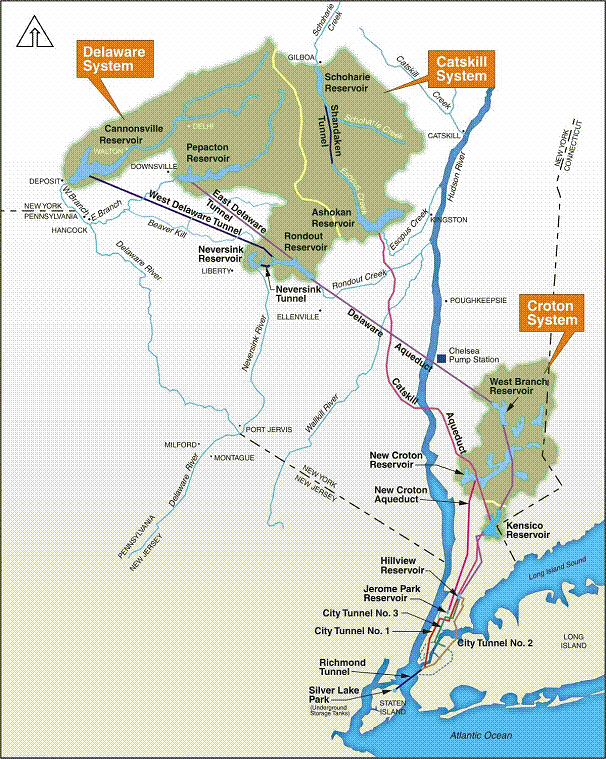 Delaware
System
Catskill
System
Schoharie
Creek
GILBOA
Schoharie
Reservoir
Catskill
Creek
Cannonsville
Reservoir
DELHI
WALTON
Pepacton
Reservoir
Shandaken
Tunnel
Schoharie Creek
CATSKILL
Hudson River
NEW YORK
CONNECTICUT
DOWNSVILLE
DEPOSIT
W. Branch
E. Branch
NEW YORK
PENNSYLVANIA
HANCOCK
West Delaware Tunnel
East Delaware
Tunnel
Esopus Creek
Ashokan
Reservoir
Esopus Creek
KINGSTON
Beaver Kill
Rondout
Reservoir
Neversink
Reservoir
LIBERTY
Delaware River
Neversink
Tunnel
Rondout Creek
ELLENVILLE
POUGHKEEPSIE
Croton
System
Delaware
Aqueduct
Chelsea
Pump Station
Neversink River
West Branch
Reservoir
Catskill
Aqueduct
Wallkill River
PORT JERVIS
MILFORD
MONTAGUE
New Croton
Reservoir
NEW YORK
NEW JERSEY
New Croton
Aqueduct
Delaware River
Kensico
Reservoir
PENNSYLVANIA
NEW JERSEY
Hillview
Reservoir
Long Island Sound
Jerome Park
Reservoir
City Tunnel No. 3
City Tunnel No. 1
City Tunnel No. 2
LONG
ISLAND
Richmond
Tunnel
Silver Lake
Park
(Underground
Storage Tanks)
STATEN
ISLAND
Atlantic Ocean